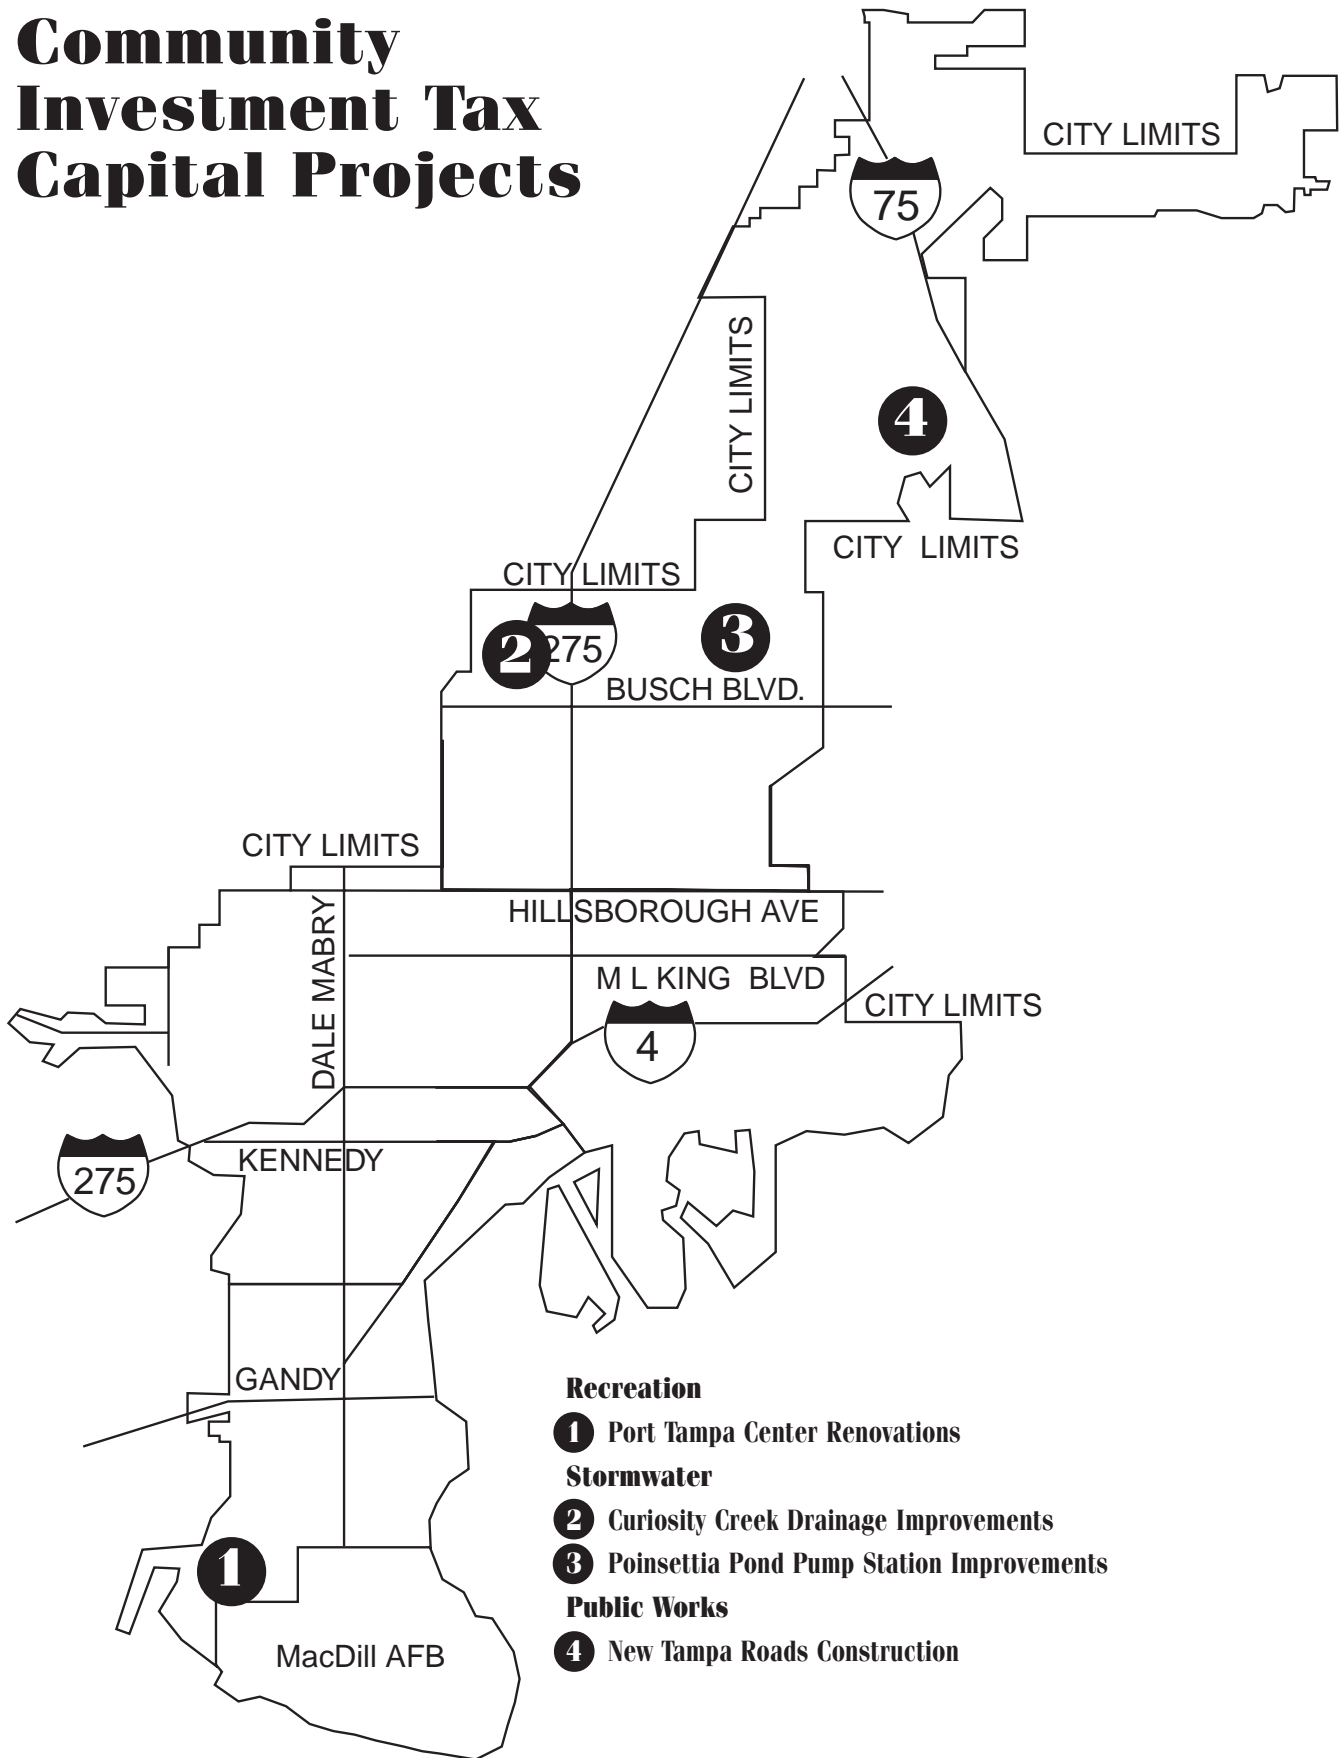 Community
Investment Tax
Capital Projects
CITY LIMITS
75
CITY LIMITS
4
CITY LIMITS
CITY LIMITS
2
275
3
BUSCH BLVD.
CITY LIMITS
DALE MABRY
HILLSBOROUGH AVE
M L KING BLVD
CITY LIMITS
4
KENNEDY
275
GANDY
1
MacDill AFB
Recreation
1 Port Tampa Center Renovations
Stormwater
2 Curiosity Creek Drainage Improvements
3 Poinsettia Pond Pump Station Improvements
Public Works
4 New Tampa Roads Construction